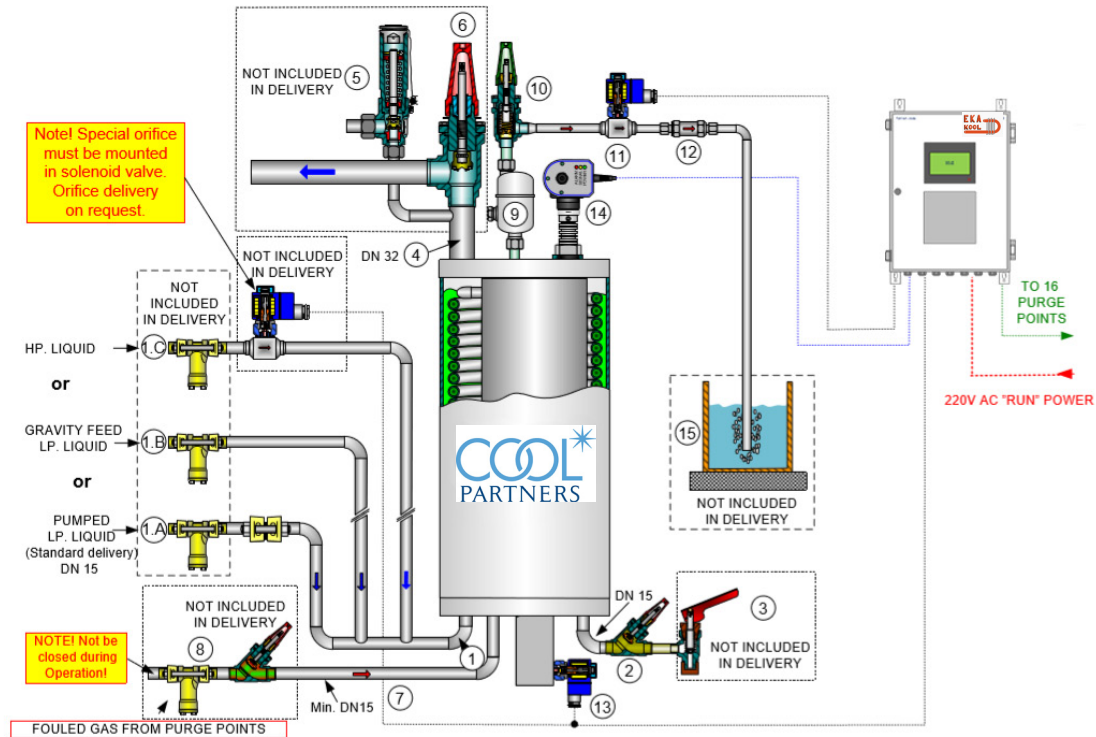 6
NOT INCLUDED
IN DELIVERY
5
10
Note! Special orifice
must be mounted
in solenoid valve.
Orifice delivery
on request.
11
12
EKA
KOOL
9
14
DN 32
4
NOT INCLUDED
IN DELIVERY
NOT
INCLUDED
IN DELIVERY
TO 16
PURGE
POINTS
HP. LIQUID
1.C
or
220V AC "RUN" POWER
GRAVITY FEED
LP. LIQUID
1.B
or
15
COOL
PARTNERS
NOT INCLUDED
IN DELIVERY
PUMPED
LP. LIQUID
(Standard delivery)
DN 15
1.A
DN 15
3
NOT INCLUDED
IN DELIVERY
NOT INCLUDED
IN DELIVERY
8
NOTE! Not be
closed during
Operation!
1
2
Min. DN15
7
13
FOULED GAS FROM PURGE POINTS